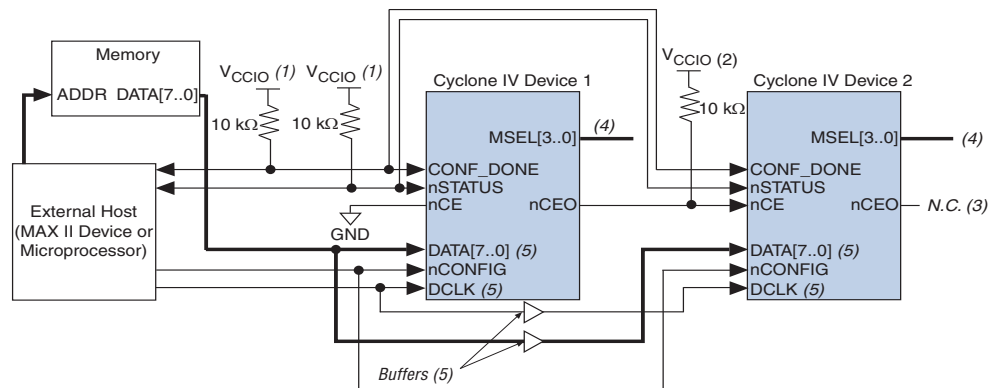 Memory
ADDR DATA[7..0]
VCCIO (1)
VCCIO (1)
10 kΩ
10 kΩ
External Host
(MAX II Device or
Microprocessor)
GND
Cyclone IV Device 1
MSEL[3..0]
(4)
CONF_DONE
nSTATUS
nCE
nCEO
DATA[7..0] (5)
nCONFIG
DCLK (5)
Buffers (5)
VCCIO (2)
10 kΩ
Cyclone IV Device 2
MSEL[3..0]
(4)
CONF_DONE
nSTATUS
nCE
nCEO
N.C. (3)
DATA[7..0] (5)
nCONFIG
DCLK (5)